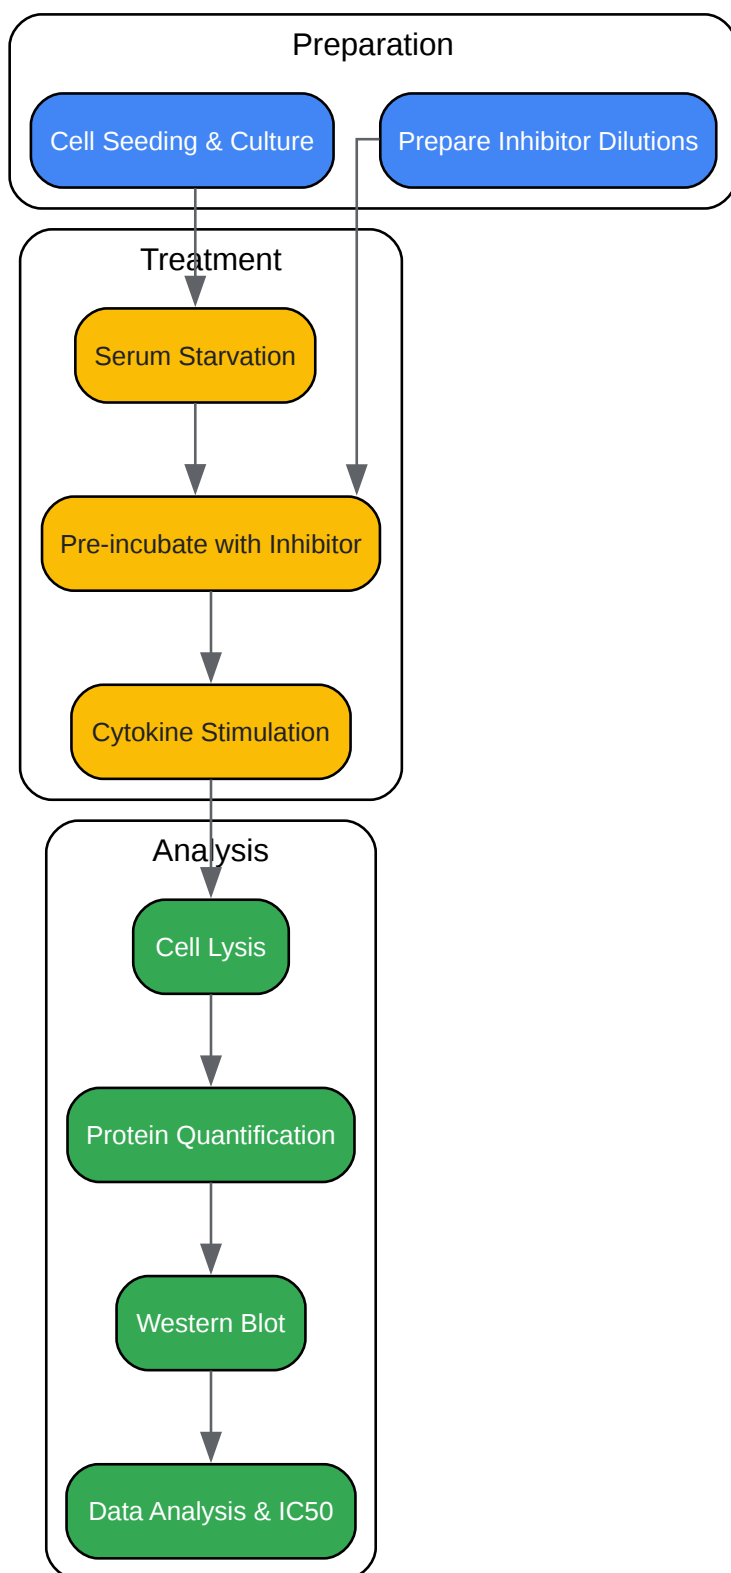 Preparation
Cell Seeding & Culture
Prepare Inhibitor Dilutions
Treatment
Serum Starvation
Pre-incubate with Inhibitor
Cytokine Stimulation
Analysis
Cell Lysis
Protein Quantification
Western Blot
Data Analysis & IC50